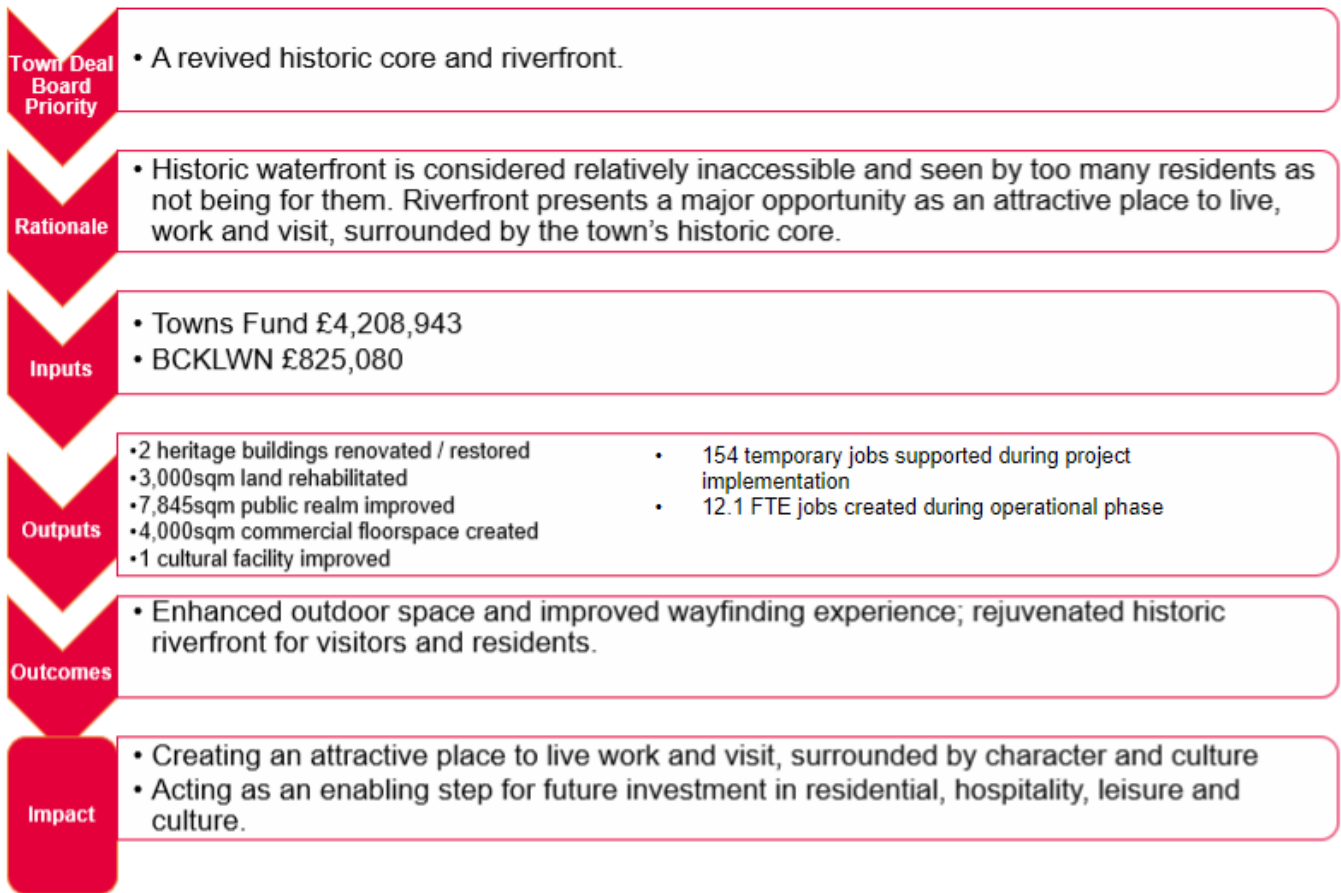 Town Deal
Board
Priority
• A revived historic core and riverfront.
Rationale
• Historic waterfront is considered relatively inaccessible and seen by too many residents as
not being for them. Riverfront presents a major opportunity as an attractive place to live,
work and visit, surrounded by the town's historic core.
Inputs
• Towns Fund £4,208,943
• BCKLWN £825,080
Outputs
•2 heritage buildings renovated / restored
•3,000sqm land rehabilitated
•7,845sqm public realm improved
•4,000sqm commercial floorspace created
•1 cultural facility improved
• 154 temporary jobs supported during project
implementation
• 12.1 FTE jobs created during operational phase
Outcomes
• Enhanced outdoor space and improved wayfinding experience; rejuvenated historic
riverfront for visitors and residents.
Impact
• Creating an attractive place to live work and visit, surrounded by character and culture
• Acting as an enabling step for future investment in residential, hospitality, leisure and
culture.